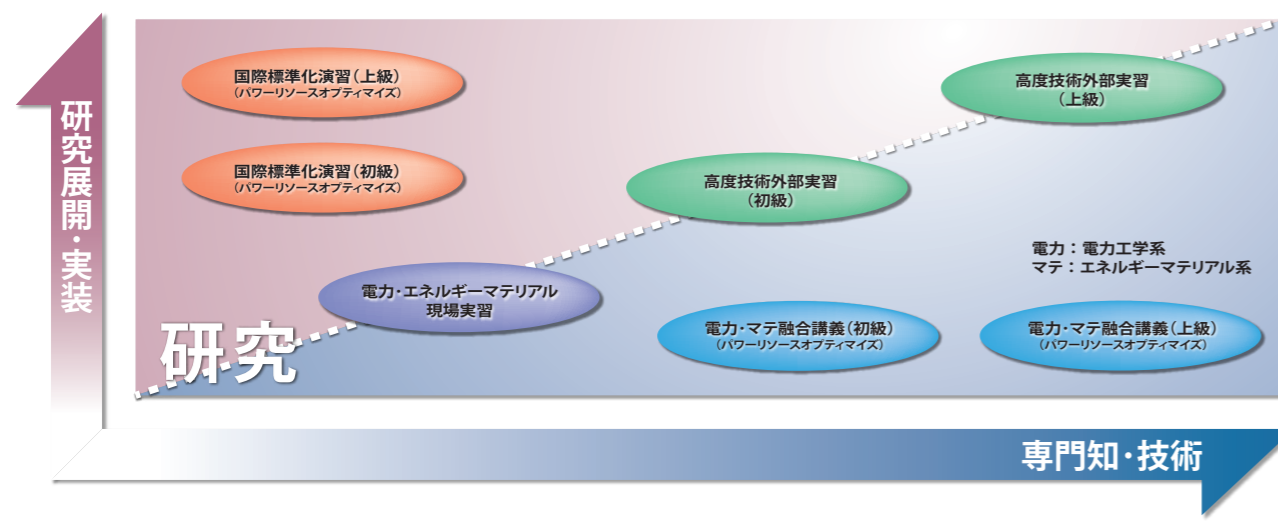 研究展開・実装
国際標準化演習(上級)
(パワーリソースオプティマイズ)
高度技術外部実習
(上級)
国際標準化演習(初級)
(パワーリソースオプティマイズ)
高度技術外部実習
(初級)
電力:電力工学系
マテ:エネルギーマテリアル系
電力・エネルギーマテリアル
現場実習
研究
電力・マテ融合講義(初級)
(パワーリソースオプティマイズ)
電力・マテ融合講義(上級)
(パワーリソースオプティマイズ)
専門知・技術